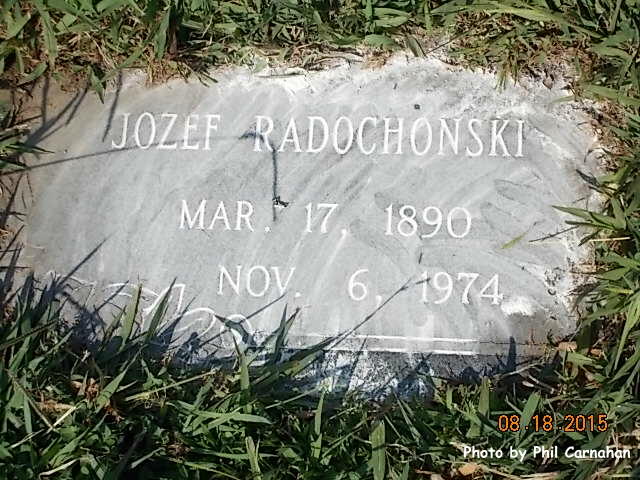 JOZEF RADOCHONSKI
MAR. 17, 1890
NOV. 6, 1974
08.18.2015
Photo by Phil Carnahan